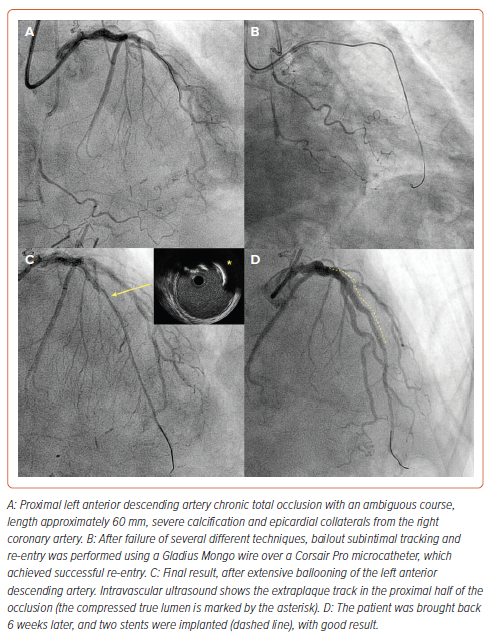 A
B
C
*
D
A: Proximal left anterior descending artery chronic total occlusion with an ambiguous course,
length approximately 60 mm, severe calcification and epicardial collaterals from the right
coronary artery. B: After failure of several different techniques, bailout subintimal tracking and
re-entry was performed using a Gladius Mongo wire over a Corsair Pro microcatheter, which
achieved successful re-entry. C: Final result, after extensive ballooning of the left anterior
descending artery. Intravascular ultrasound shows the extraplaque track in the proximal half of the
occlusion (the compressed true lumen is marked by the asterisk). D: The patient was brought back
6 weeks later, and two stents were implanted (dashed line), with good result.